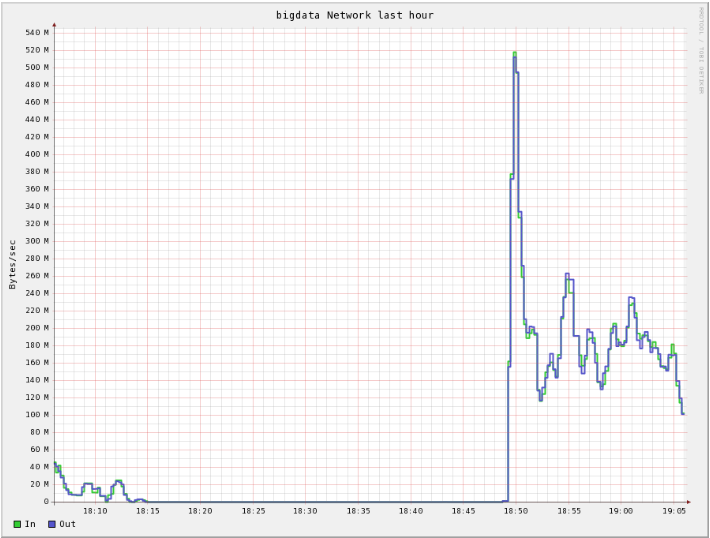 bigdata Network last hour
RRDTOOL / TOBI OETIKER
Bytes/sec
540 M
520 M
500 M
480 M
460 M
440 M
420 M
400 M
380 M
360 M
340 M
320 M
300 M
280 M
260 M
240 M
220 M
200 M
180 M
160 M
140 M
120 M
100 M
80 M
60 M
40 M
20 M
0
18:10 18:15 18:20 18:25 18:30 18:35 18:40 18:45 18:50 18:55 19:00 19:05
In Out